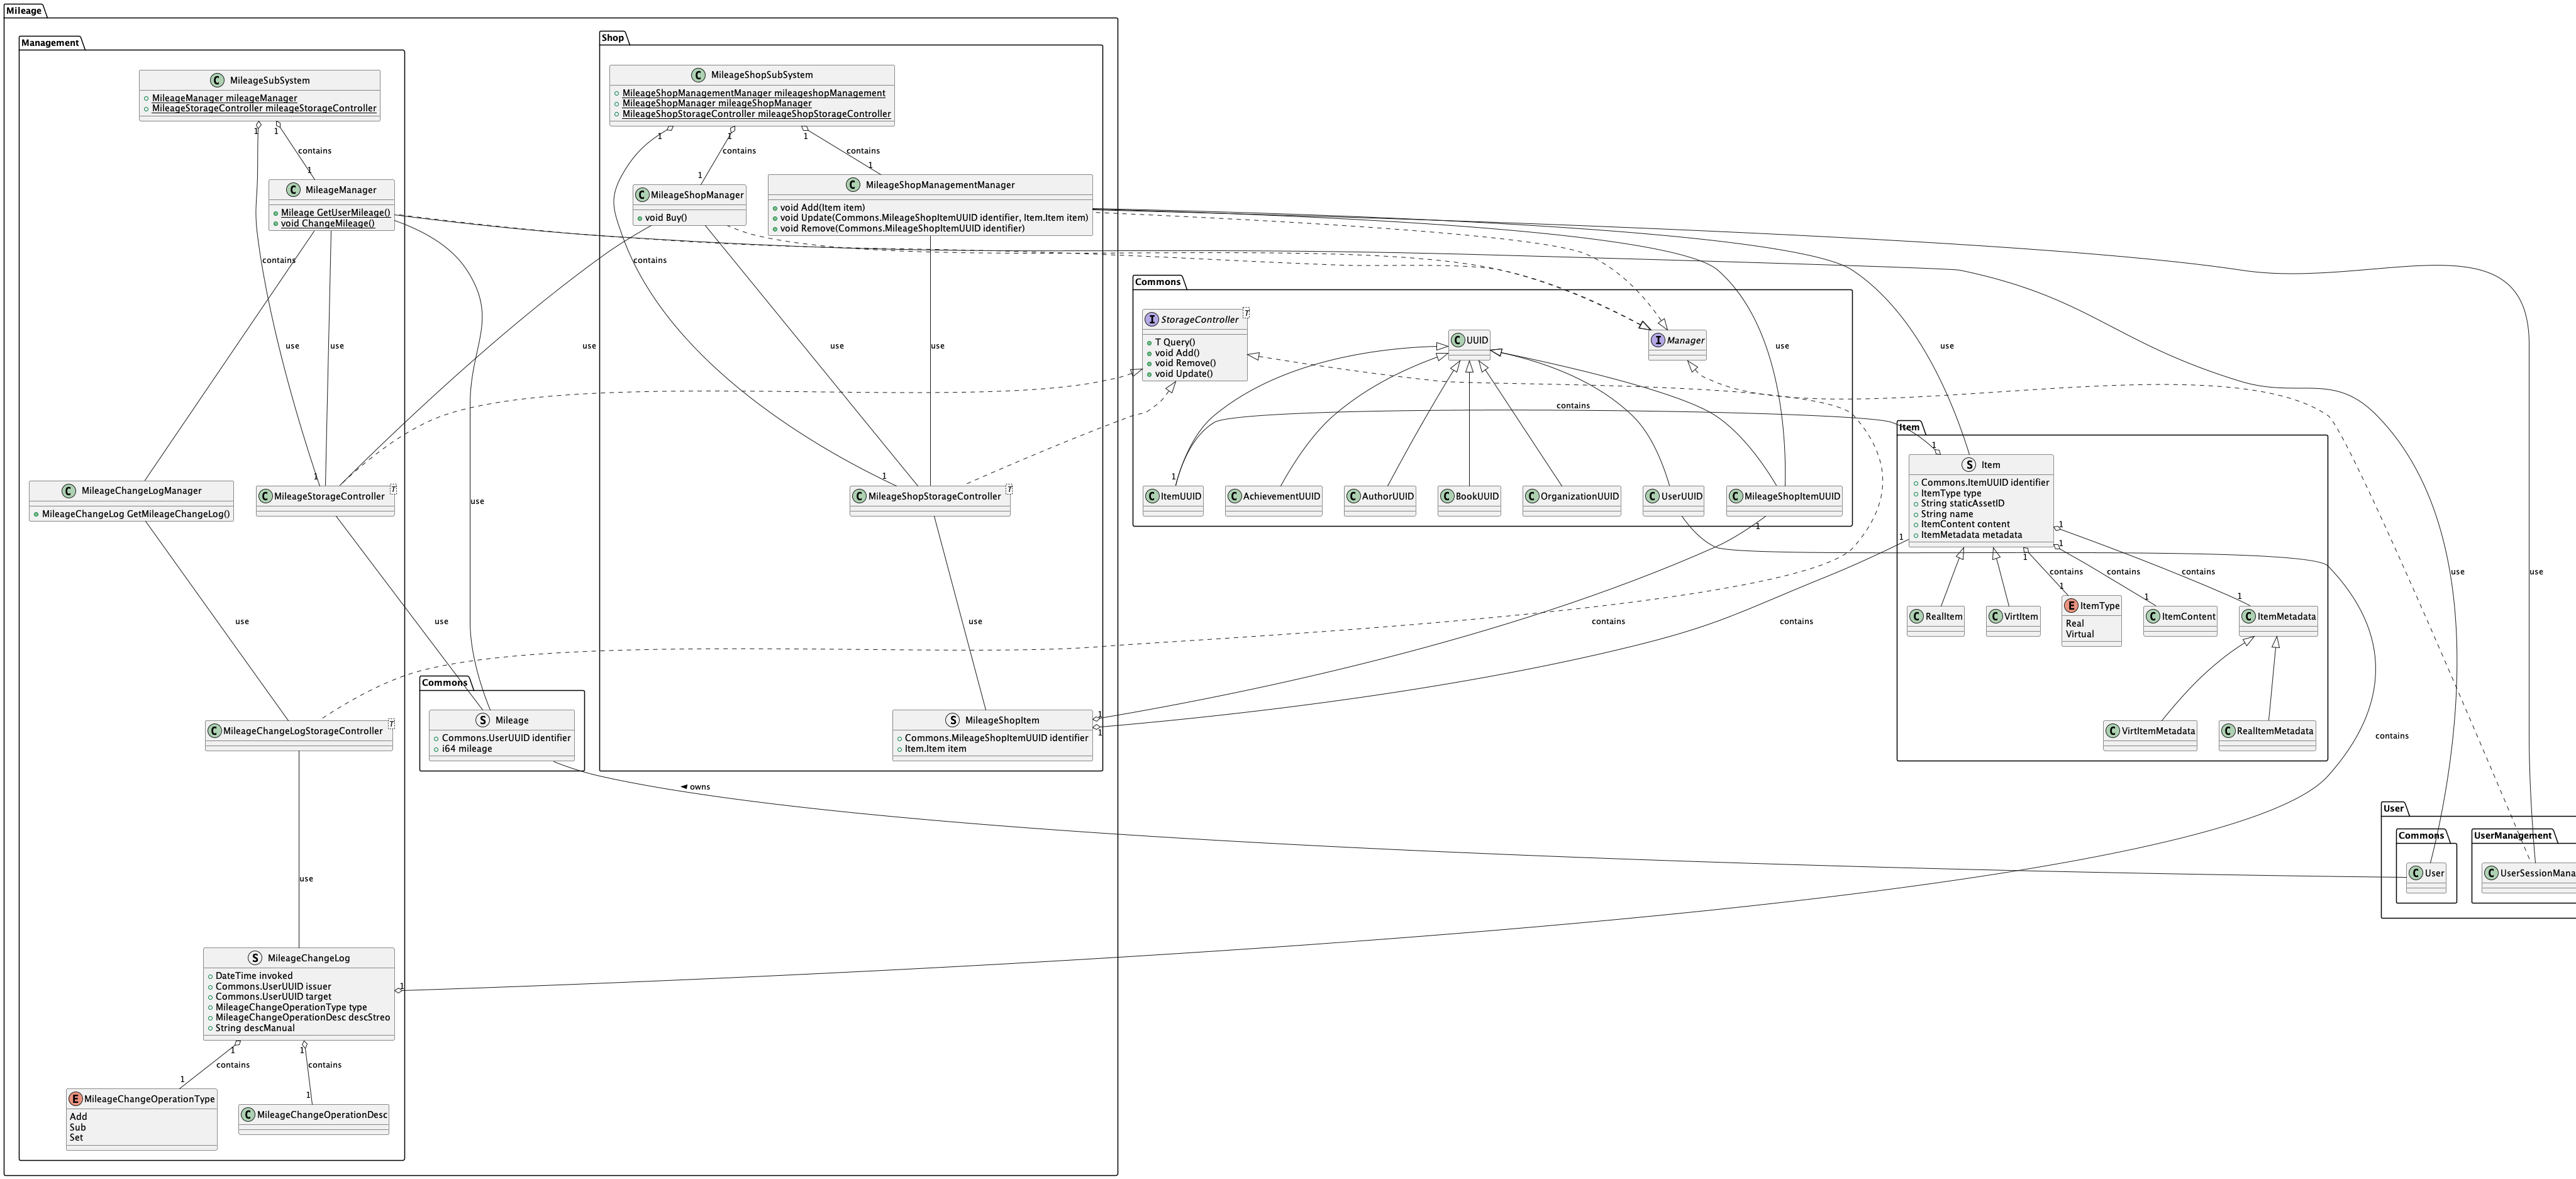 Mileage
Management
MileageSubSystem
MileageManager mileageManager
MileageStorageController mileageStorageController
1
1
contains
1
MileageManager
Mileage GetUserMileage()
void ChangeMileage()
contains
use
use
use
1
MileageChangeLogManager
MileageChangeLog GetMileageChangeLog()
MileageStorageController
T
use
use
use
MileageChangeLogStorageController
T
use
MileageChangeLog
DateTime invoked
Commons.UserUUID issuer
Commons.UserUUID target
MileageChangeOperationType type
MileageChangeOperationDesc descStreo
String descManual
1
1
1
contains
contains
1
1
MileageChangeOperationType
Add
Sub
Set
MileageChangeOperationDesc
Commons
Mileage
Commons.UserUUID identifier
i64 mileage
owns
Shop
MileageShopSubSystem
MileageShopManagementManager mileageshopManagement
MileageShopManager mileageShopManager
MileageShopStorageController mileageShopStorageController
1
1
1
contains
contains
1
1
MileageShopManager
void Buy()
MileageShopManagementManager
void Add(Item item)
void Update(Commons.MileageShopItemUUID identifier, Item.Item item)
void Remove(Commons.MileageShopItemUUID identifier)
contains
use
use
1
MileageShopStorageController
T
use
MileageShopItem
Commons.MileageShopItemUUID identifier
Item.Item item
1
1
Commons
StorageController
T
T Query()
void Add()
void Remove()
void Update()
UUID
Manager
use
use
contains
1
ItemUUID
AchievementUUID
AuthorUUID
BookUUID
OrganizationUUID
UserUUID
MileageShopItemUUID
1
contains
contains
Item
1
Item
Commons.ItemUUID identifier
ItemType type
String staticAssetID
String name
ItemContent content
ItemMetadata metadata
1
1
1
1
contains
contains
contains
1
1
1
RealItem
VirtItem
ItemType
Real
Virtual
ItemContent
ItemMetadata
VirtItemMetadata
RealItemMetadata
use
use
contains
User
Commons
User
UserManagement
UserSessionMana